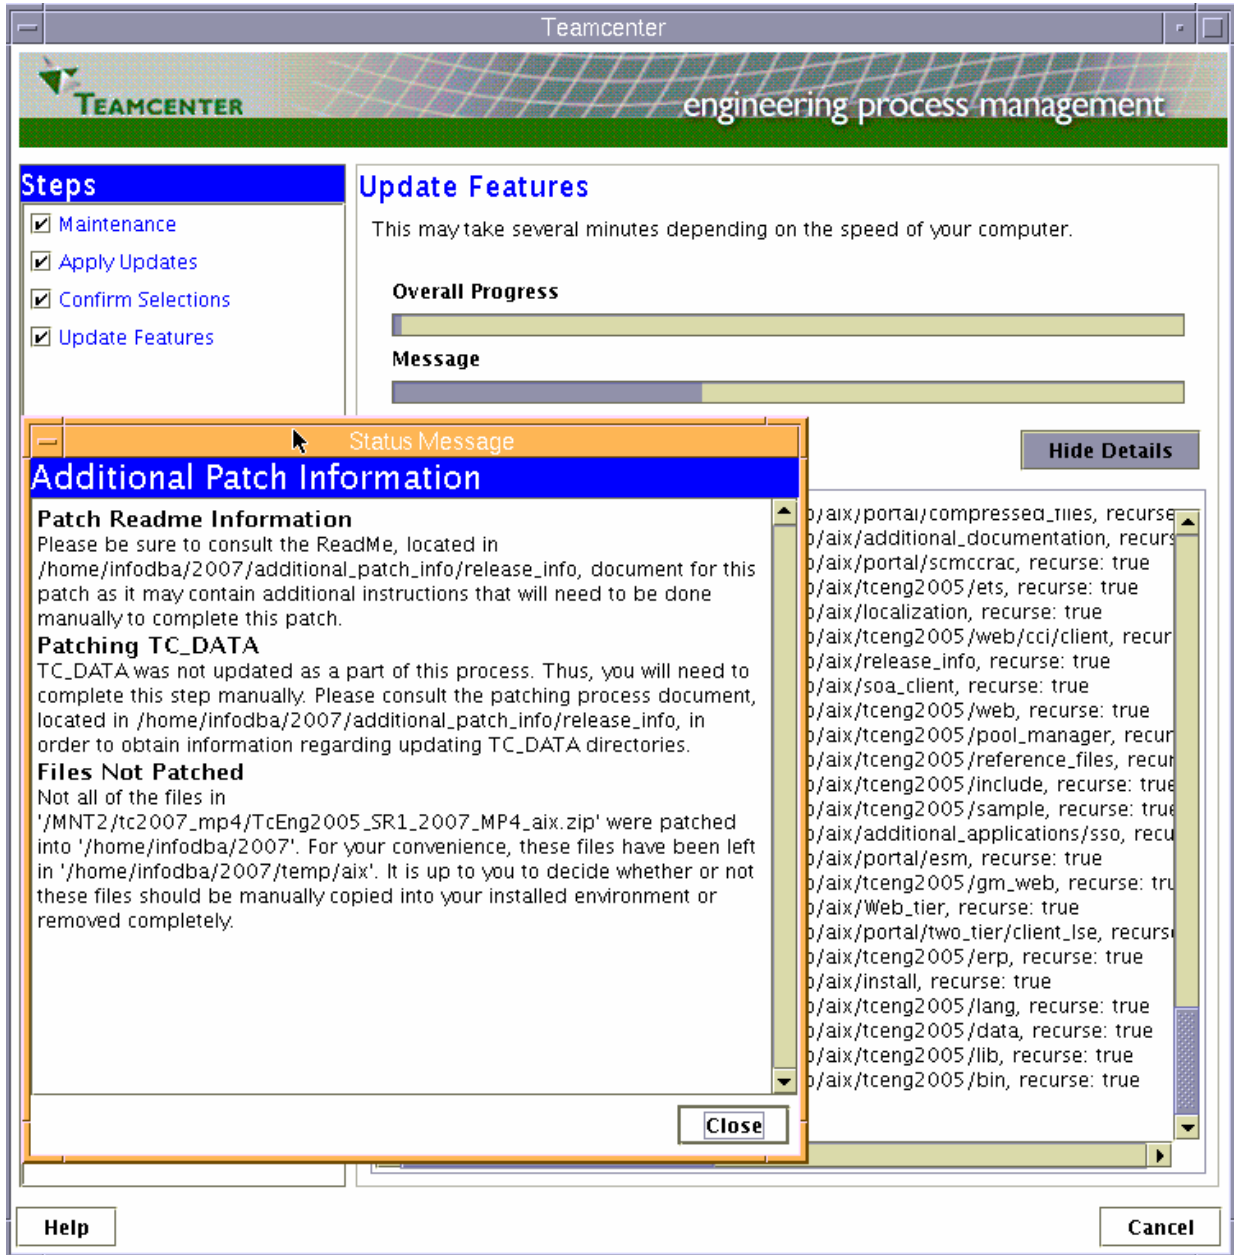 Teamcenter
TEAMCENTER
engineering process management
Steps
Maintenance
Apply Updates
Confirm Selections
Update Features
Update Features
This may take several minutes depending on the speed of your computer.
Overall Progress
Message
Hide Details
Status Message
Additional Patch Information
Patch Readme Information
Please be sure to consult the ReadMe, located in
/home/infodba/2007/additional_patch_info/release_info, document for this
patch as it may contain additional instructions that will need to be done
manually to complete this patch.
Patching TC_DATA
TC_DATA was not updated as a part of this process. Thus, you will need to
complete this step manually. Please consult the patching process document,
located in /home/infodba/2007/additional_patch_info/release_info, in
order to obtain information regarding updating TC_DATA directories.
Files Not Patched
Not all of the files in
'/MNT2/tc2007_mp4/TcEng2005_SR1_2007_MP4_aix.zip' were patched
into '/home/infodba/2007'. For your convenience, these files have been left
in '/home/infodba/2007/temp/aix'. It is up to you to decide whether or not
these files should be manually copied into your installed environment or
removed completely.
Close
p/aix/portal/compressed_files, recurse
p/aix/additional_documentation, recurs
p/aix/portal/scmccrac, recurse: true
p/aix/tceng2005/ets, recurse: true
p/aix/localization, recurse: true
p/aix/tceng2005/web/cci/client, recur
p/aix/release_info, recurse: true
p/aix/soa_client, recurse: true
p/aix/tceng2005/web, recurse: true
p/aix/tceng2005/pool_manager, recur
p/aix/tceng2005/reference_files, recur
p/aix/tceng2005/include, recurse: true
p/aix/tceng2005/sample, recurse: true
p/aix/additional_applications/sso, recu
p/aix/portal/esm, recurse: true
p/aix/tceng2005/gm_web, recurse: tru
p/aix/Web_tier, recurse: true
p/aix/portal/two_tier/client_lse, recurs
p/aix/tceng2005/erp, recurse: true
p/aix/install, recurse: true
p/aix/tceng2005/lang, recurse: true
p/aix/tceng2005/data, recurse: true
p/aix/tceng2005/lib, recurse: true
p/aix/tceng2005/bin, recurse: true
Help
Cancel